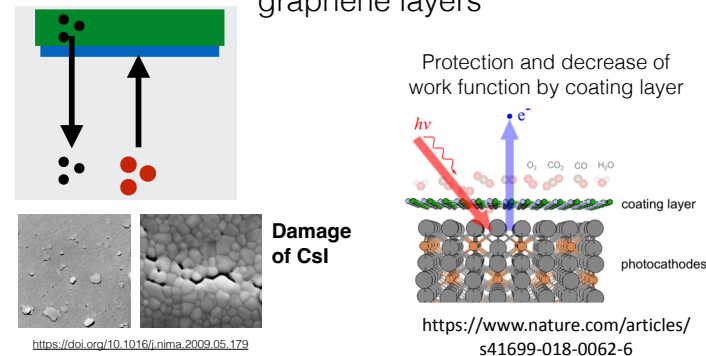 graphene layers
Protection and decrease of
work function by coating layer
hν
e⁻
O₂ CO₂ CO H₂O
coating layer
photocathodes
Damage
of CsI
https://doi.org/10.1016/j.nima.2009.05.179
https://www.nature.com/articles/
s41699-018-0062-6